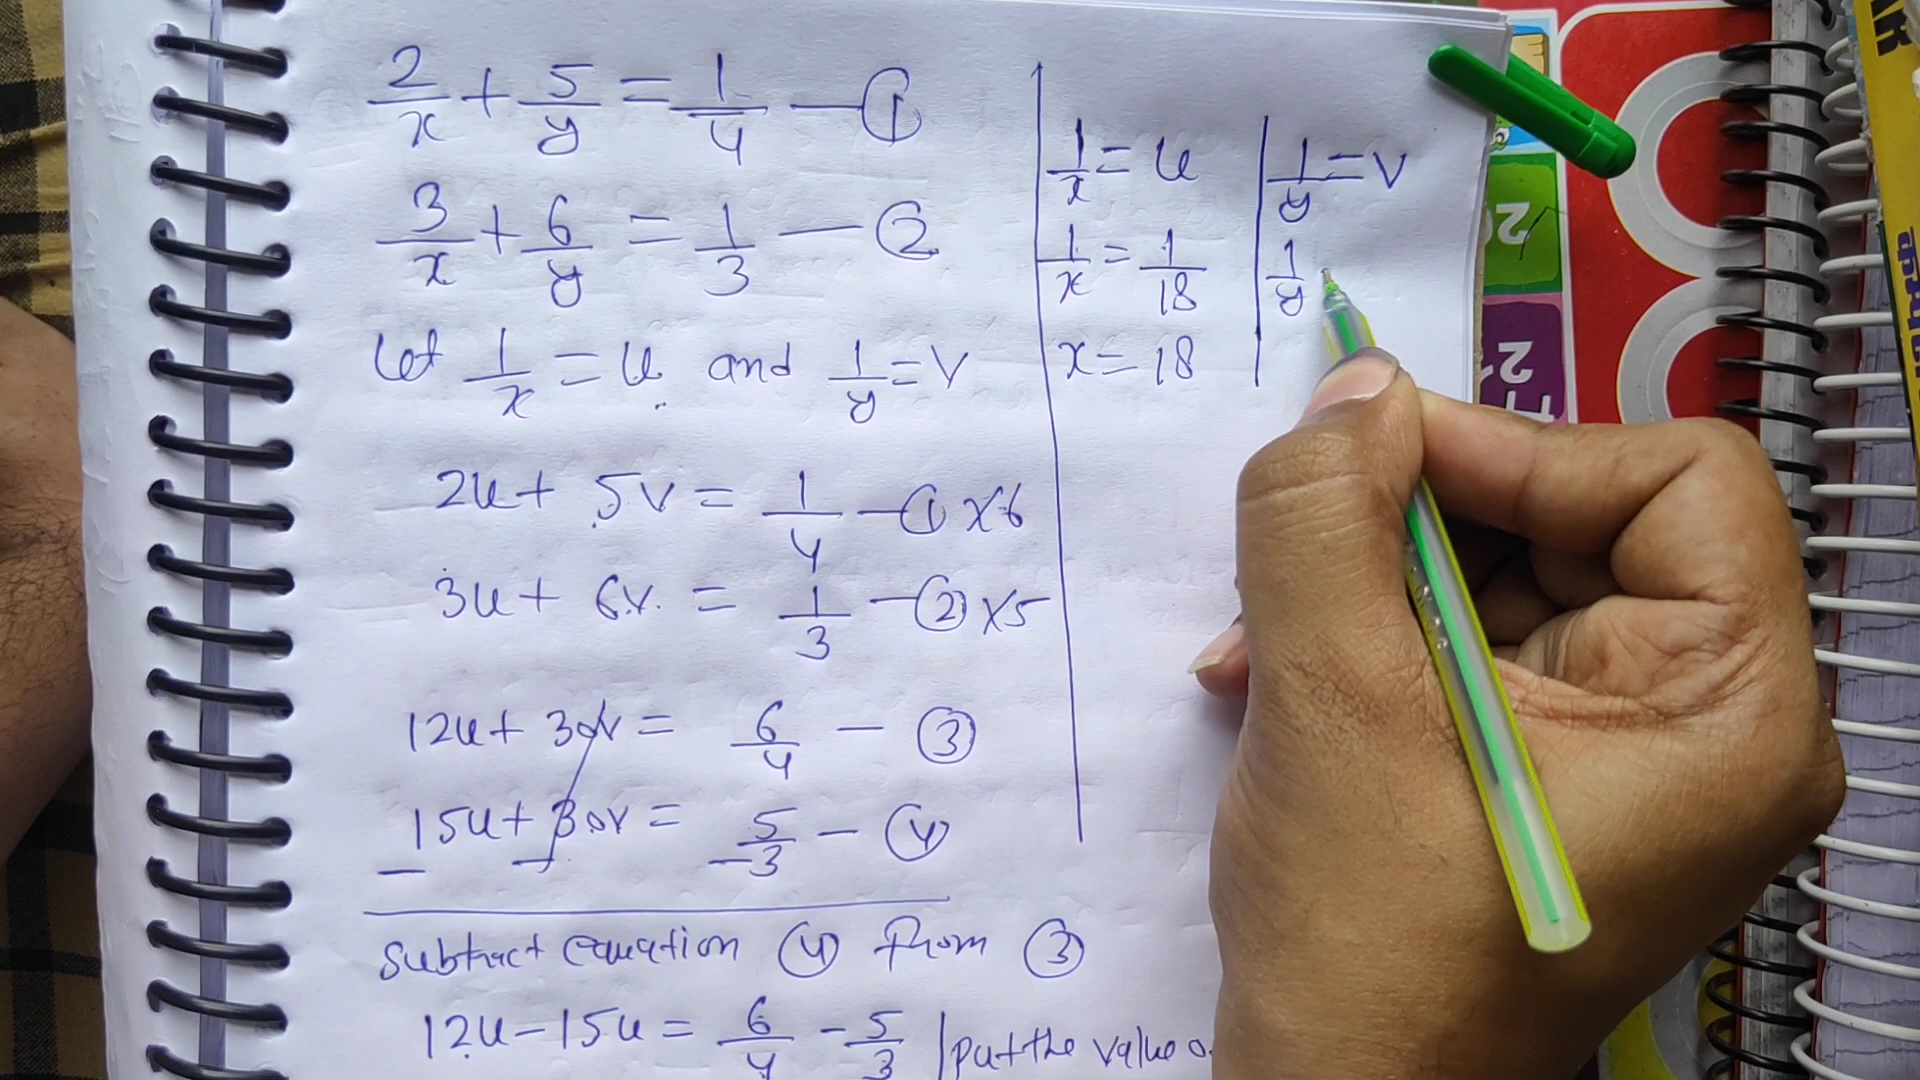 2/x + 5/y = 1/4 — ①
3/x + 6/y = 1/3 — ②
Let 1/x = u and 1/y = v
2u + 5v = 1/4 — ① ×6
3u + 6v = 1/3 — ② ×5
12u + 30v = 6/4 — ③
15u + 30v = 5/3 — ④
— — —
Subtract equation ④ from ③
12u - 15u = 6/4 - 5/3 | put the value o
1/x = u
1/x = 1/18
x = 18
1/y = v
1/y